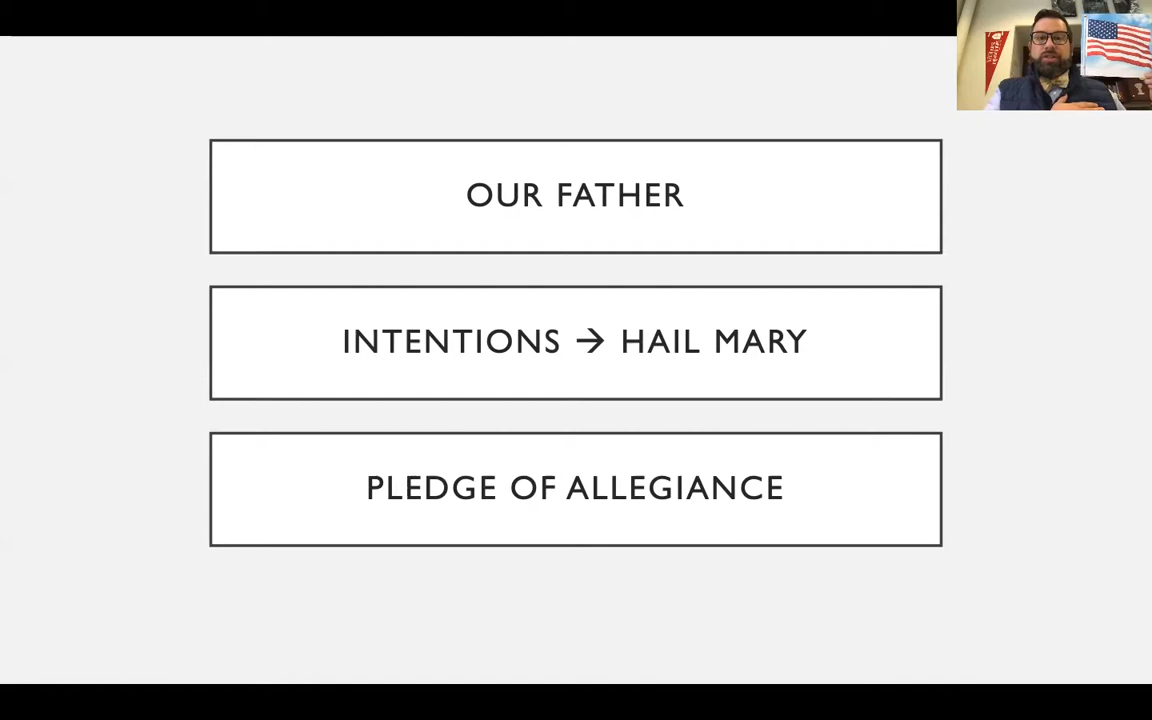 OUR FATHER
INTENTIONS → HAIL MARY
PLEDGE OF ALLEGIANCE